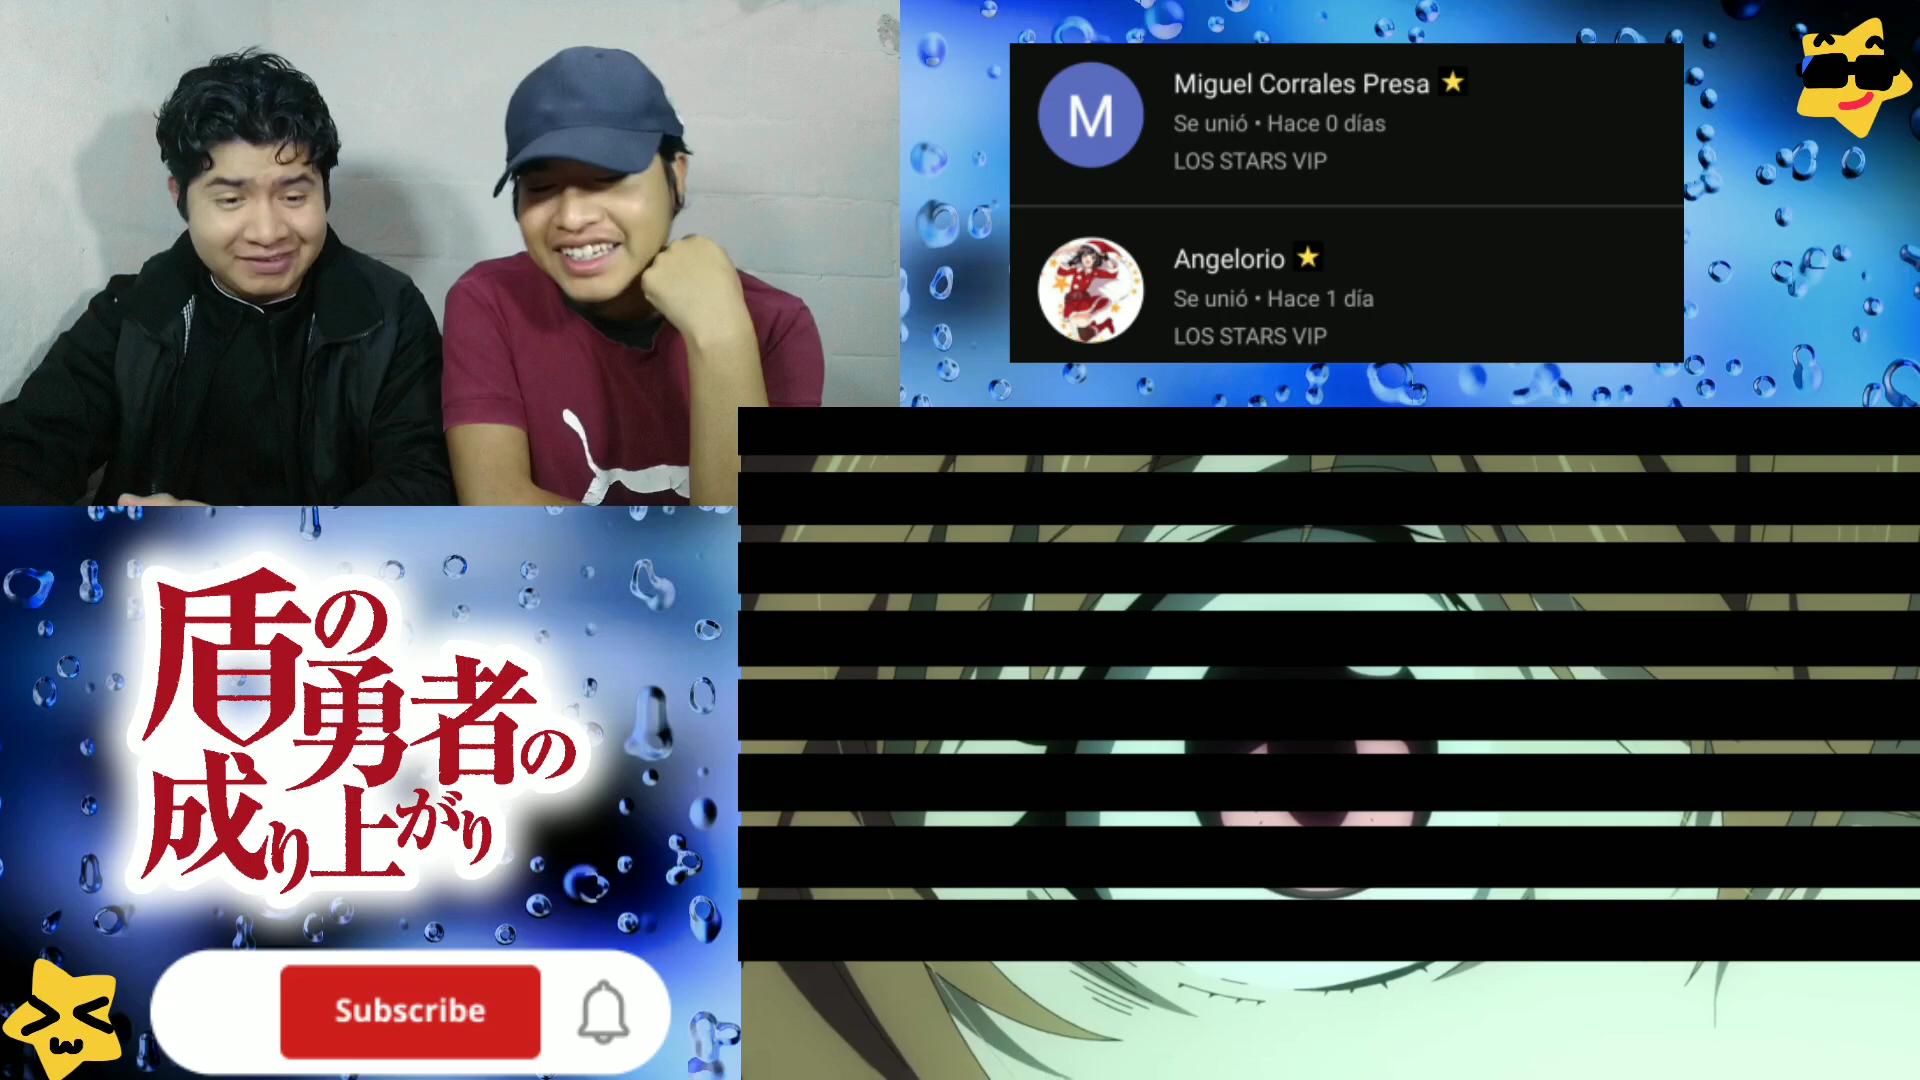 Miguel Corrales Presa
Se unió • Hace 0 días
LOS STARS VIP
M
Angelorio
Se unió • Hace 1 día
LOS STARS VIP
盾の
勇者の
成り上がり
Subscribe